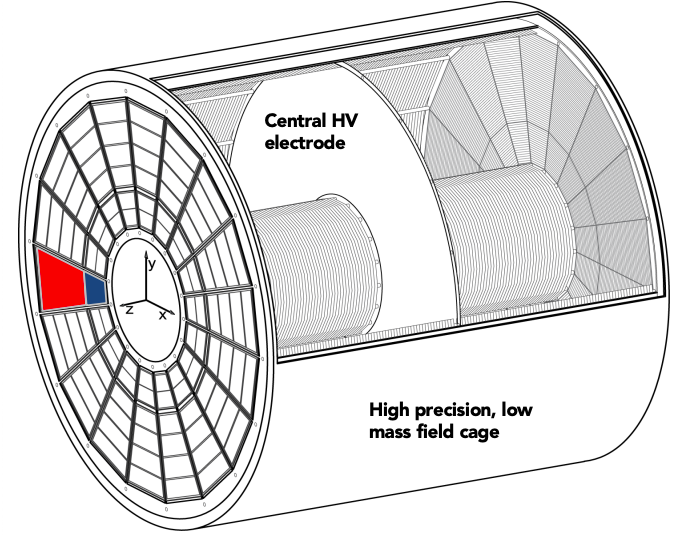 Central HV
electrode
y
z
x
High precision, low
mass field cage